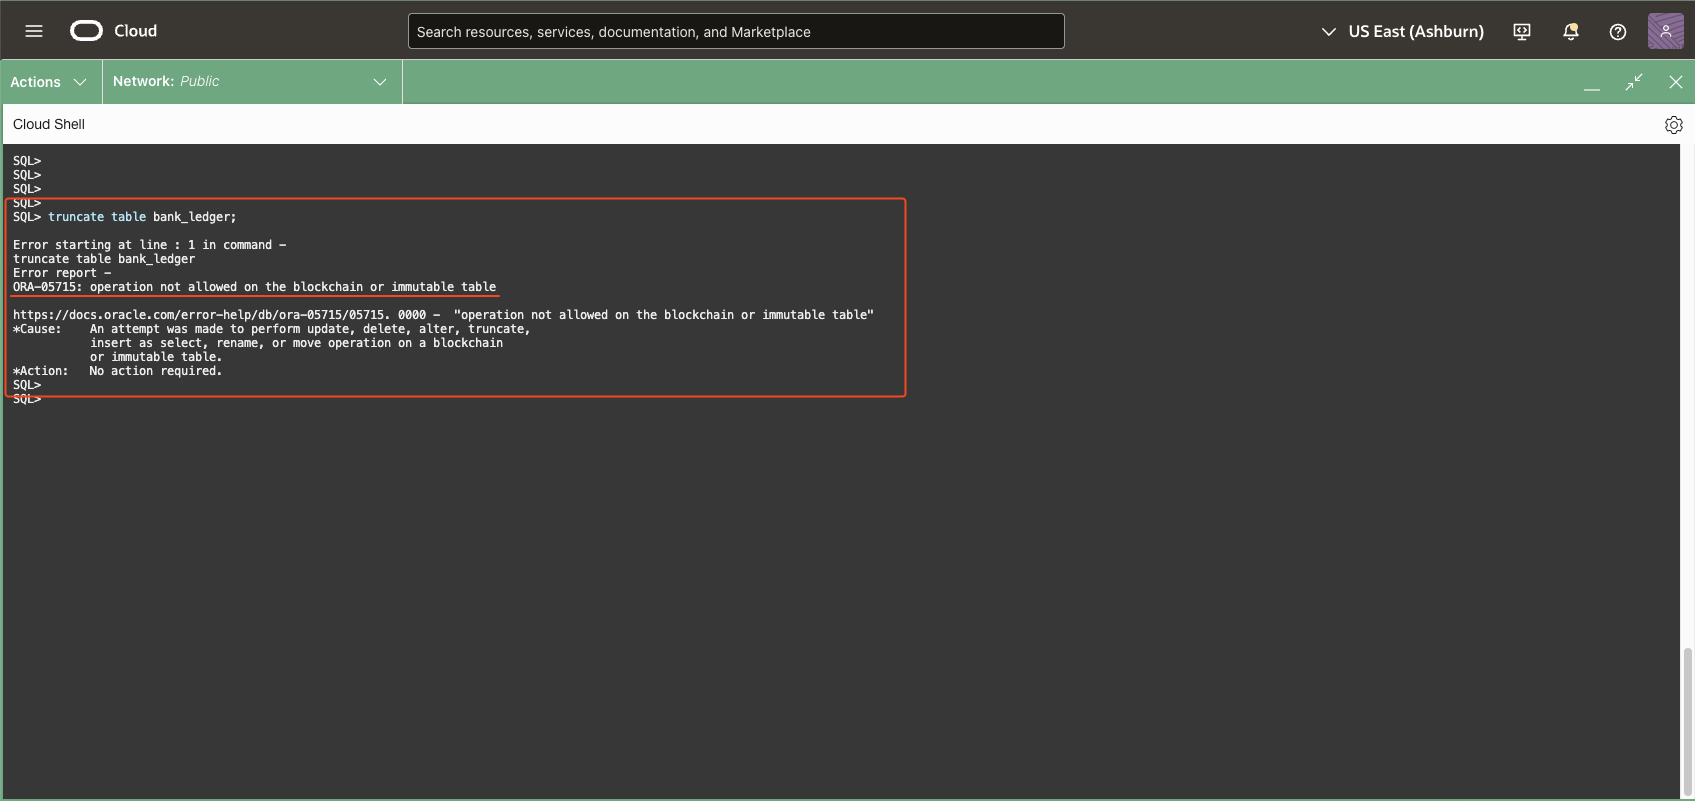 Cloud
Search resources, services, documentation, and Marketplace
US East (Ashburn)
Actions
Network: Public
Cloud Shell
SQL>
SQL>
SQL>
SQL>
SQL> truncate table bank_ledger;
Error starting at line : 1 in command -
truncate table bank_ledger
Error report -
ORA-05715: operation not allowed on the blockchain or immutable table
https://docs.oracle.com/error-help/db/ora-05715/05715. 0000 -  "operation not allowed on the blockchain or immutable table"
*Cause:    An attempt was made to perform update, delete, alter, truncate,
insert as select, rename, or move operation on a blockchain
or immutable table.
*Action:   No action required.
SQL>
SQL>